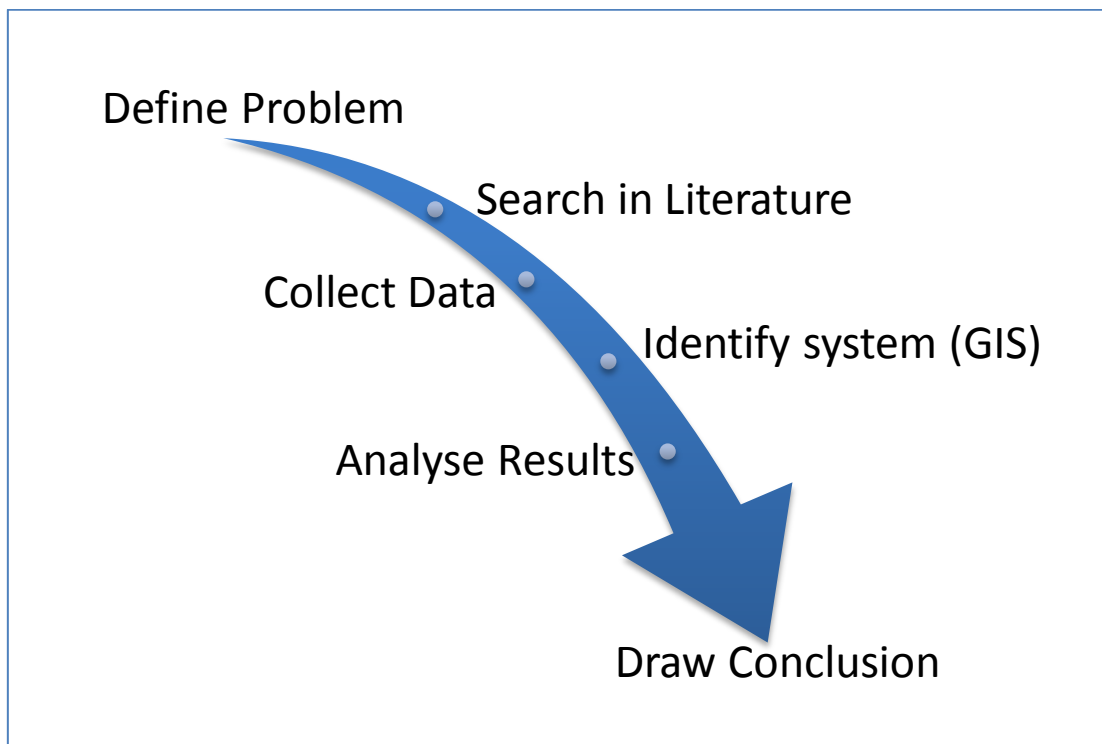 Define Problem
Search in Literature
Collect Data
Identify system (GIS)
Analyse Results
Draw Conclusion